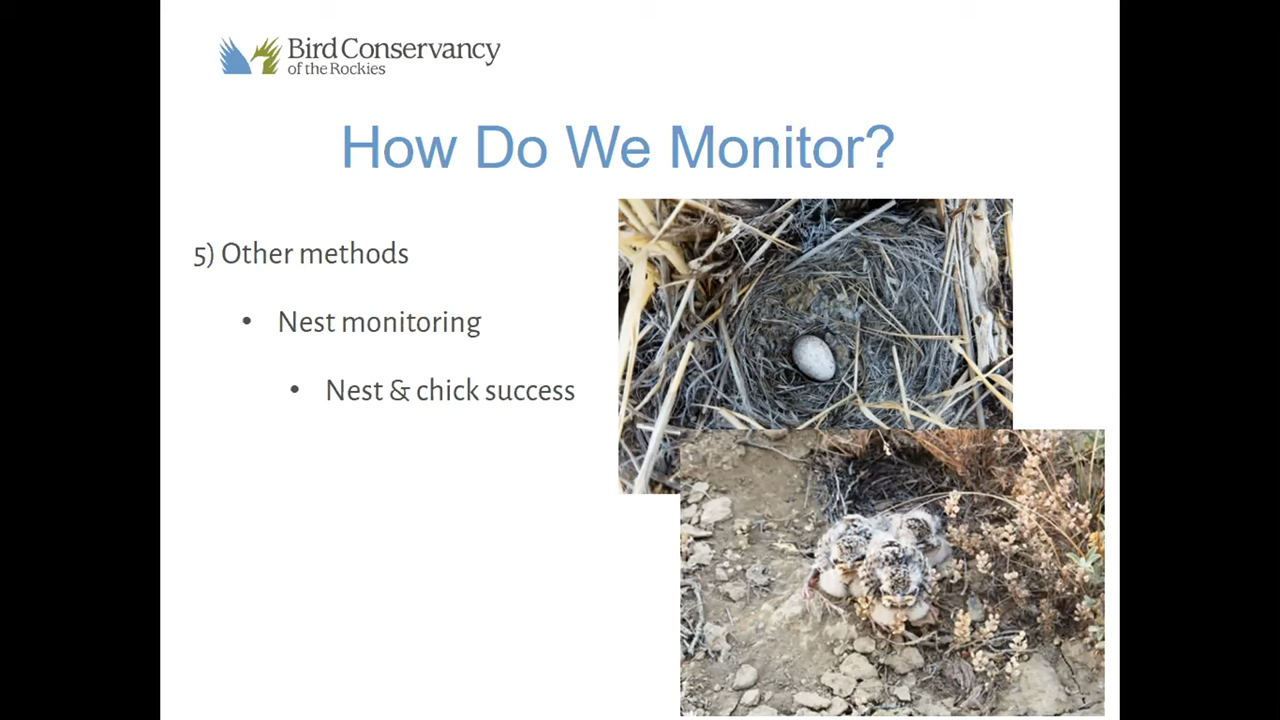 Bird Conservancy
of the Rockies
How Do We Monitor?
5) Other methods
• Nest monitoring
• Nest & chick success